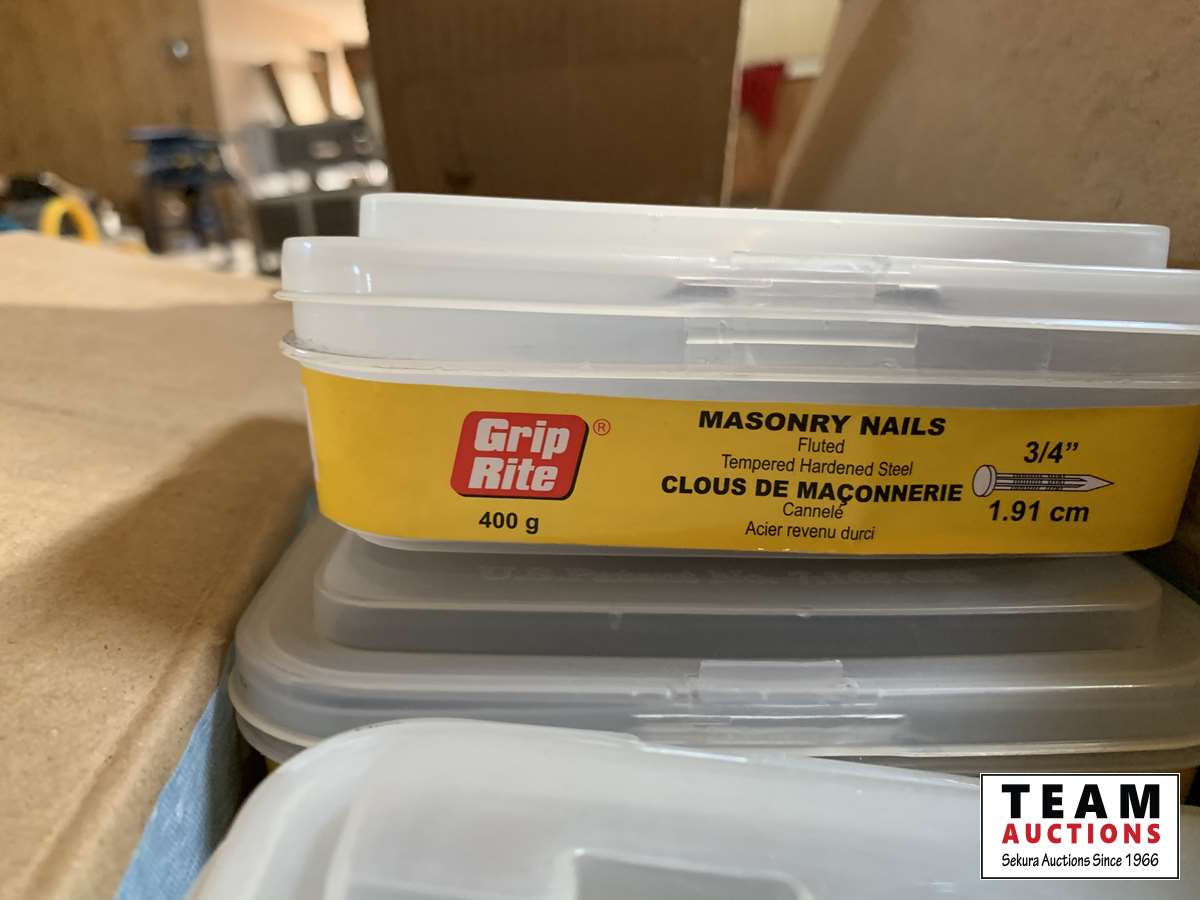 Grip
Rite®
400 g
MASONRY NAILS
Fluted
Tempered Hardened Steel
CLOUS DE MAÇONNERIE
Cannelé
Acier revenu durci
3/4”
1.91 cm
TEAM
AUCTIONS
Sekura Auctions Since 1966